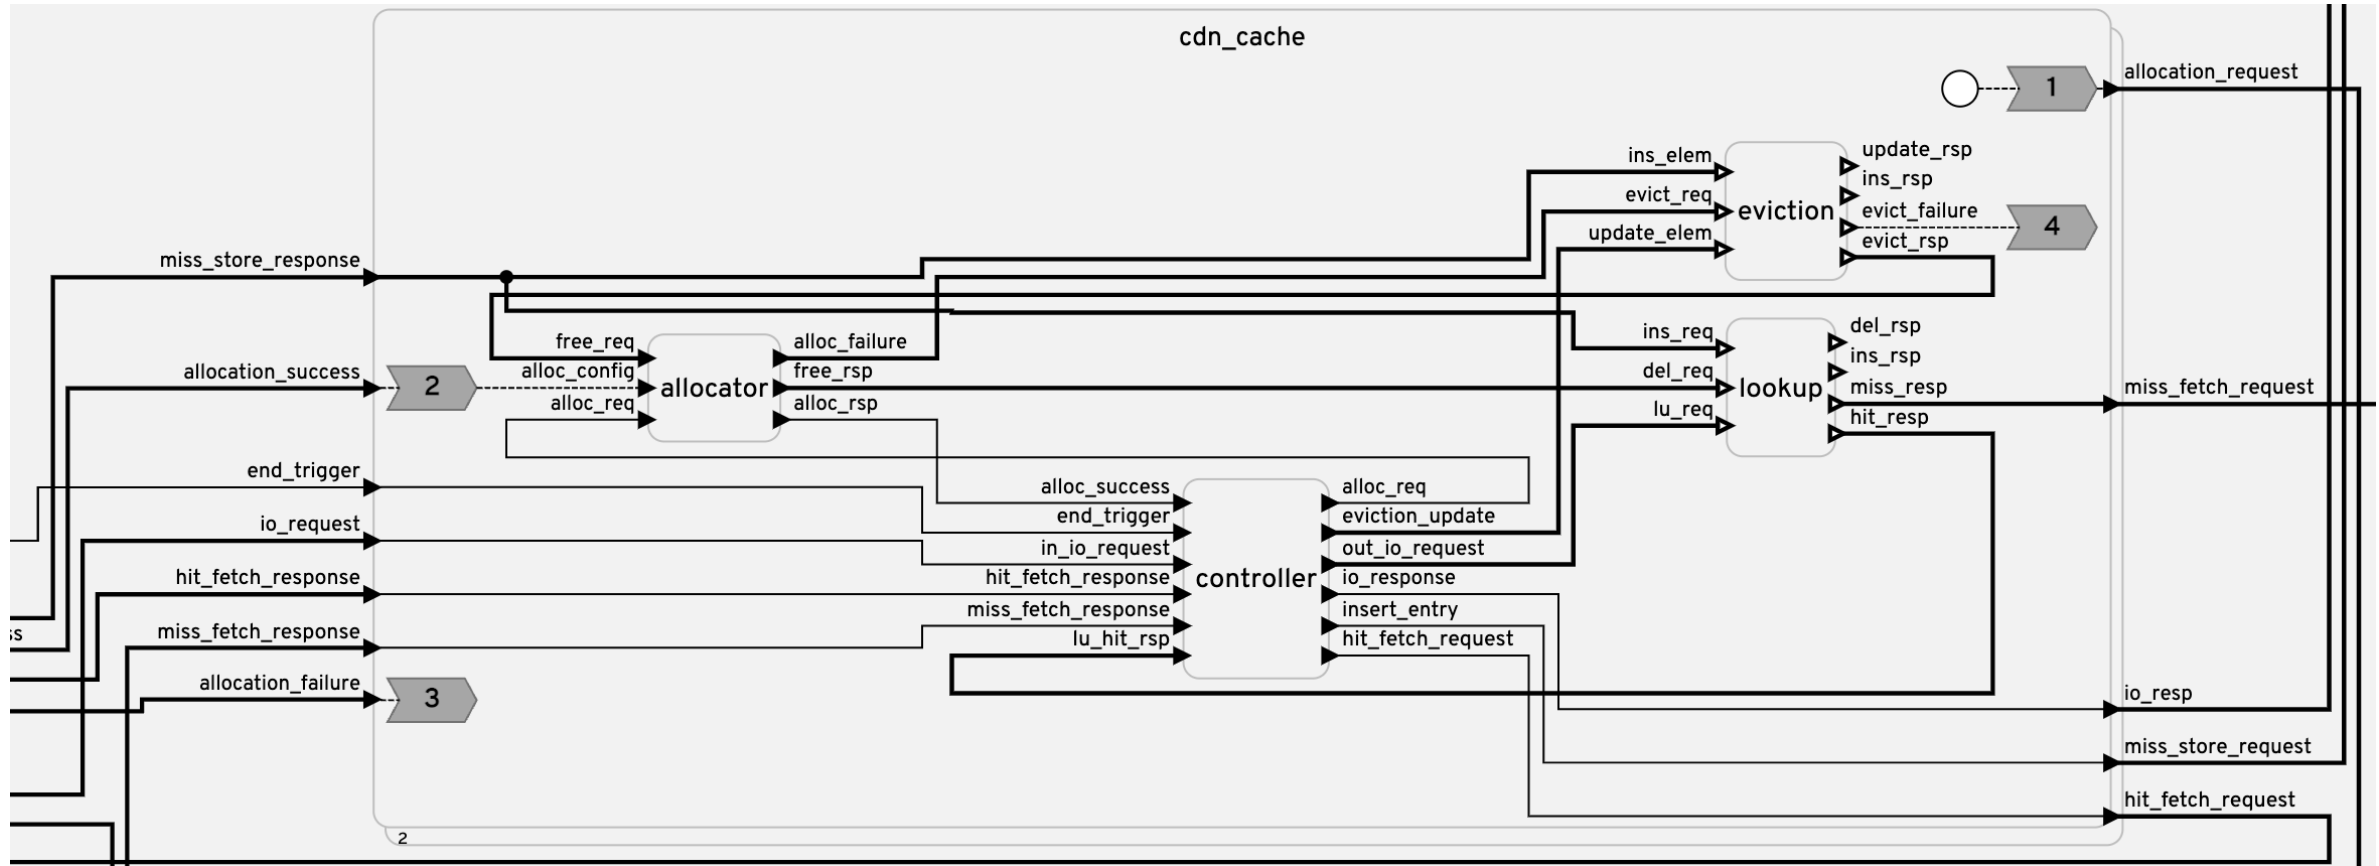 cdn_cache
1
allocation_request
ins_elem
evict_req
update_elem
eviction
update_rsp
ins_rsp
evict_failure
evict_rsp
4
miss_store_response
allocation_success
2
free_req
alloc_config
alloc_req
allocator
alloc_failure
free_rsp
alloc_rsp
ins_req
del_req
lu_req
lookup
del_rsp
ins_rsp
miss_resp
hit_resp
miss_fetch_request
end_trigger
io_request
hit_fetch_response
miss_fetch_response
allocation_failure
3
alloc_success
end_trigger
in_io_request
hit_fetch_response
miss_fetch_response
lu_hit_rsp
controller
alloc_req
eviction_update
out_io_request
io_response
insert_entry
hit_fetch_request
io_resp
miss_store_request
hit_fetch_request
2